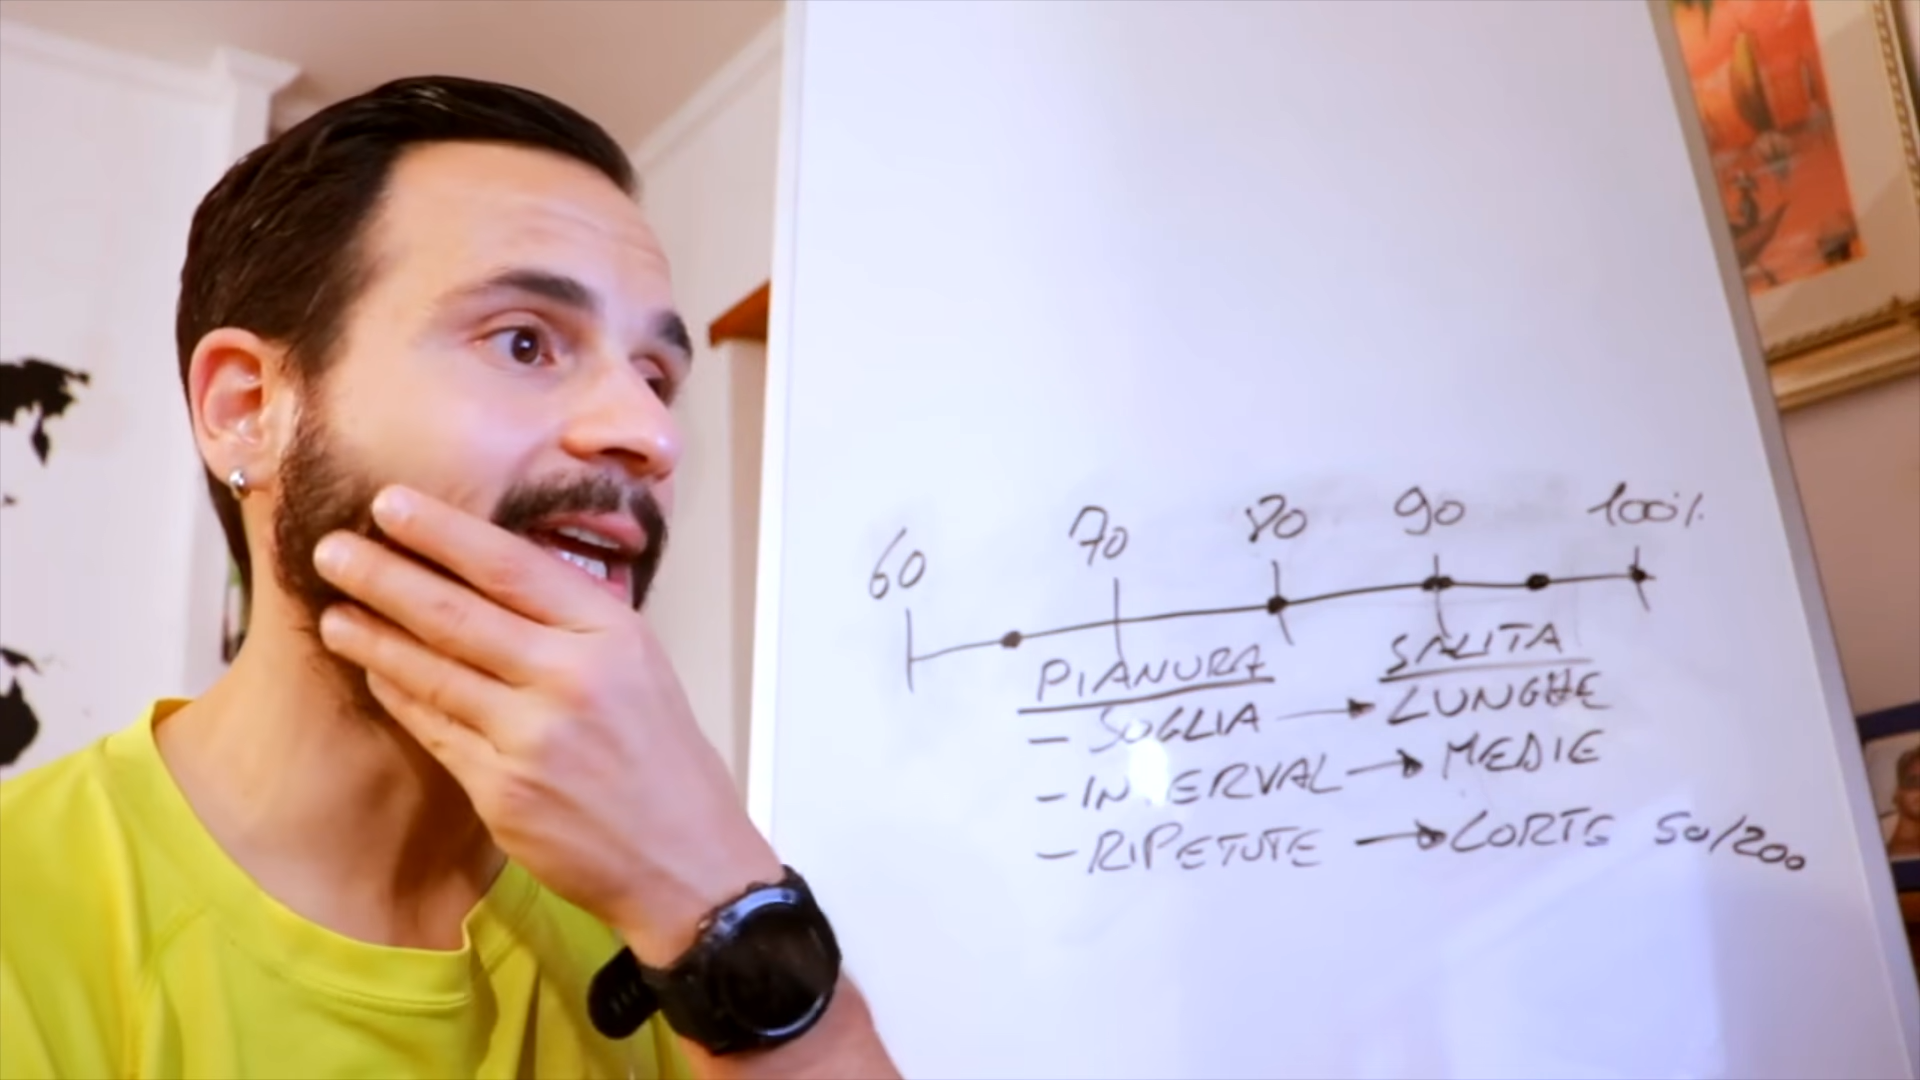 60 70 80 90 100%
PIANURA SALITA
- SOGLIA → LUNGHE
- INTERVAL → MEDIE
- RIPETUTE → CORTE 50/200